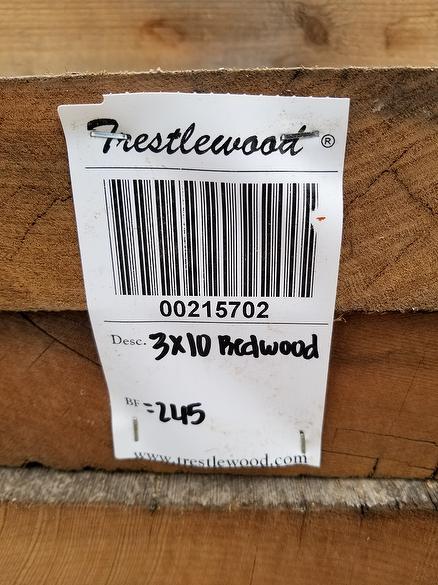 Trestlewood ®
00215702
Desc. 3x10 Redwood
BF = 245
www.trestlewood.com